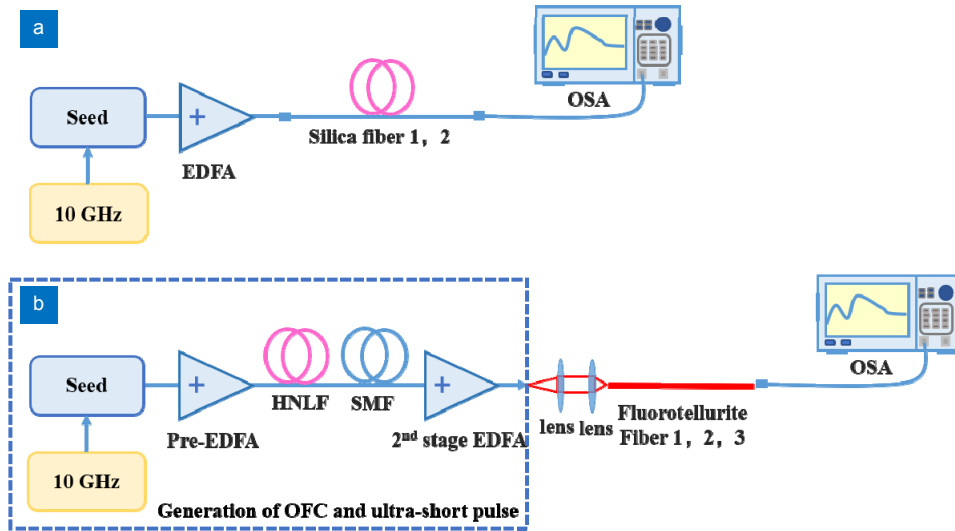 a
Seed
10 GHz
+
EDFA
Silica fiber 1, 2
OSA
b
Seed
10 GHz
+
Pre-EDFA
HNLF
SMF
+
2nd stage EDFA
lens
lens
Fluorotellurite
Fiber 1, 2, 3
OSA
Generation of OFC and ultra-short pulse